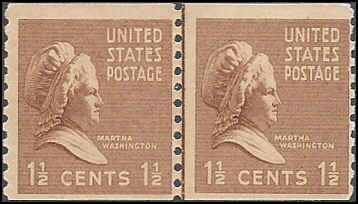 UNITED
STATES
POSTAGE
MARTHA
WASHINGTON
1½ CENTS 1½
UNITED
STATES
POSTAGE
MARTHA
WASHINGTON
1½ CENTS 1½